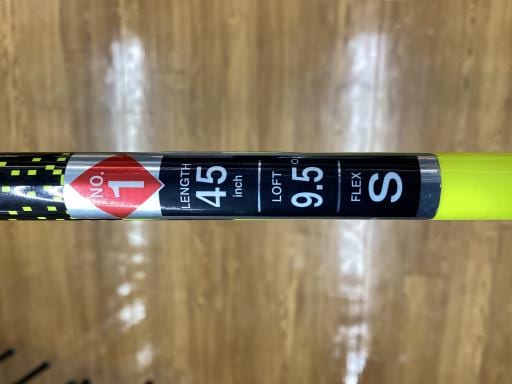 NO.
1
LENGTH
45
inch
LOFT
9.5°
FLEX
S